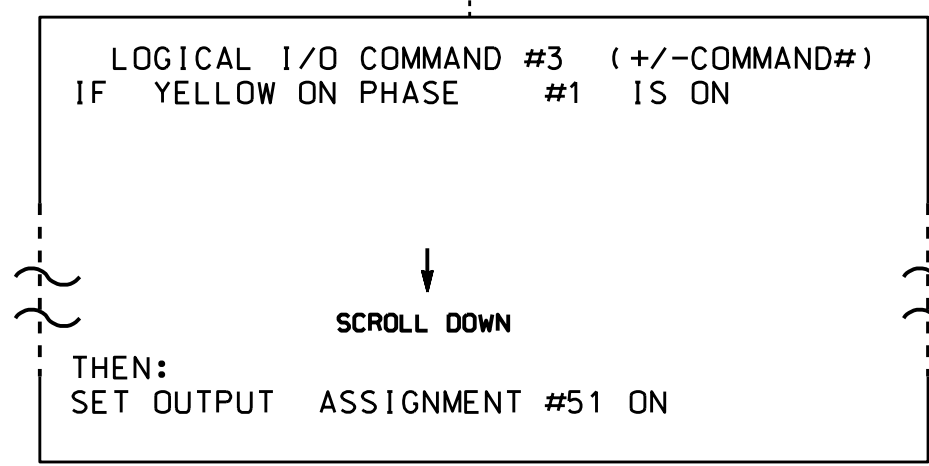 LOGICAL I/O COMMAND #3 (+/-COMMAND#)
IF YELLOW ON PHASE #1 IS ON
SCROLL DOWN
THEN:
SET OUTPUT ASSIGNMENT #51 ON